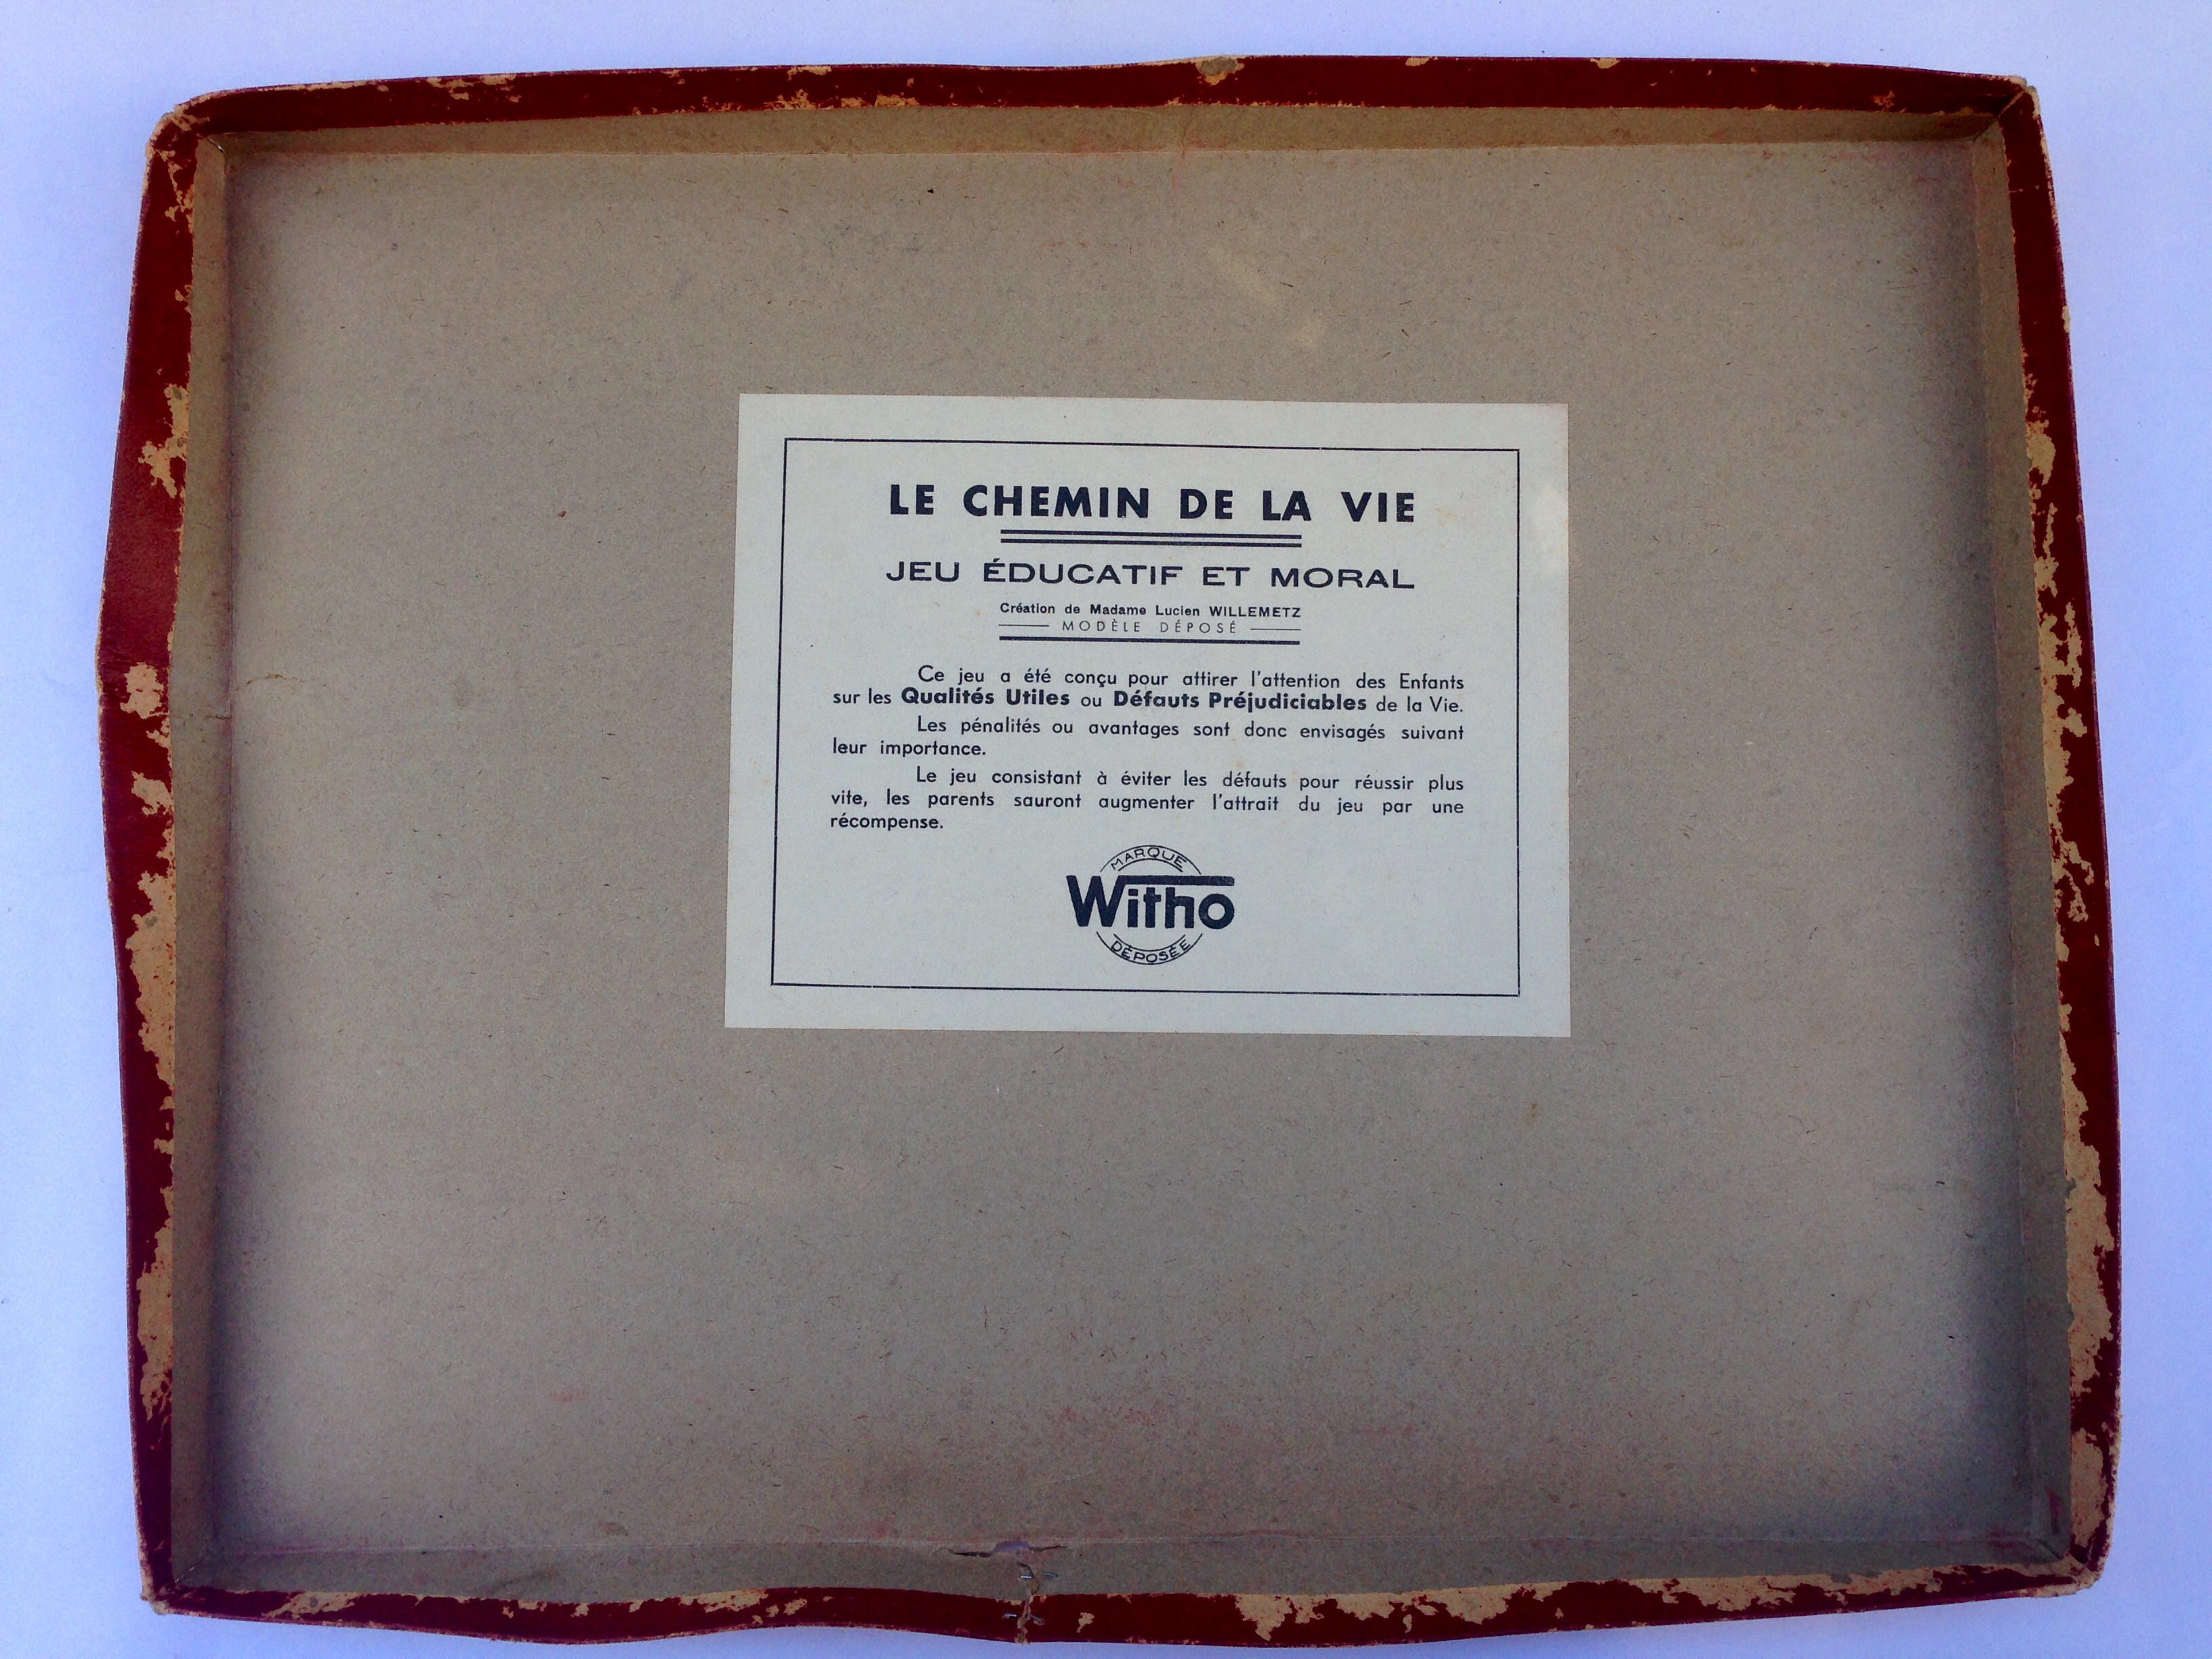 LE CHEMIN DE LA VIE
JEU ÉDUCATIF ET MORAL
Création de Madame Lucien WILLEMETZ
MODÈLE DÉPOSÉ
Ce jeu a été conçu pour attirer l'attention des Enfants
sur les Qualités Utiles ou Défauts Préjudiciables de la Vie.
Les pénalités ou avantages sont donc envisagés suivant
leur importance.
Le jeu consistant à éviter les défauts pour réussir plus
vite, les parents sauront augmenter l'attrait du jeu par une
récompense.
MARQUE
Witho
DÉPOSÉE